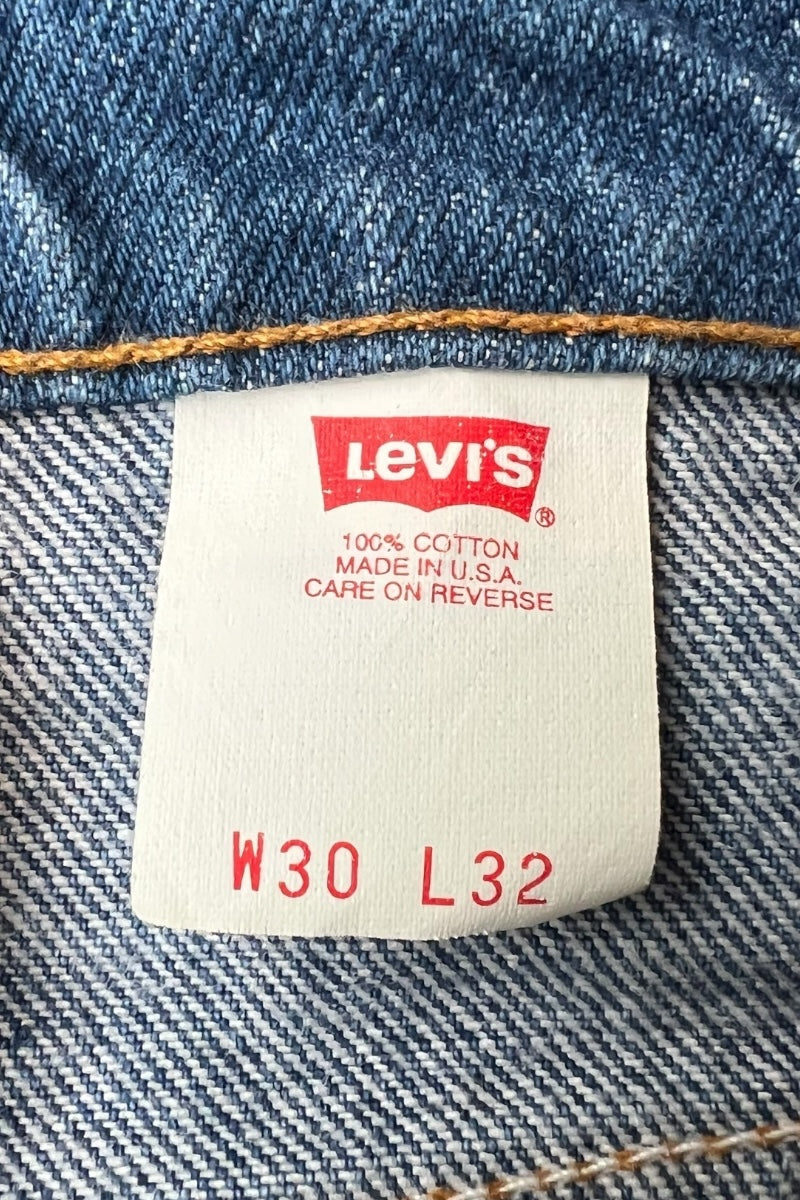 Levi's
®
100% COTTON
MADE IN U.S.A.
CARE ON REVERSE
W30 L32